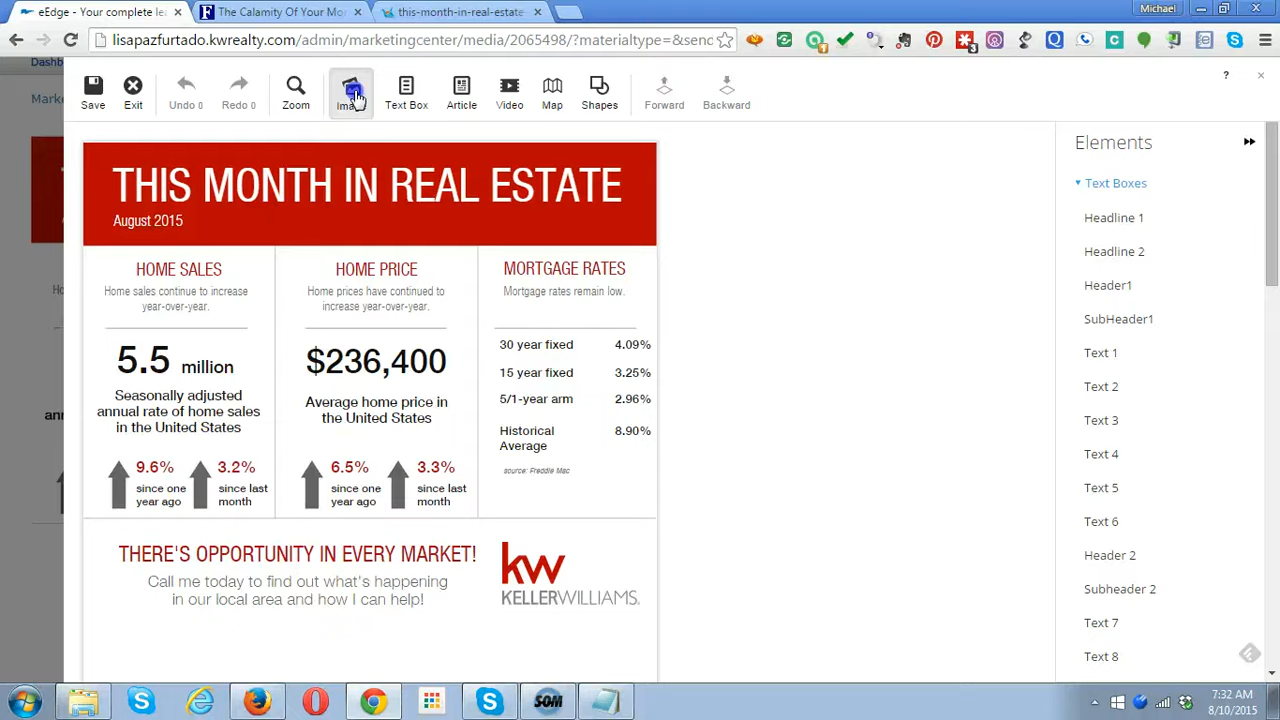 eEdge - Your complete lea
The Calamity Of Your Mon
this-month-in-real-estate-
Michael
lisapazfurtado.kwrealty.com/admin/marketingcenter/media/2065498/?materialtype=&senc
Dashb
Marke
Save
Exit
Undo 0
Redo 0
Zoom
Image
Text Box
Article
Video
Map
Shapes
Forward
Backward
?
THIS MONTH IN REAL ESTATE
August 2015
HOME SALES
Home sales continue to increase
year-over-year.
5.5 million
Seasonally adjusted
annual rate of home sales
in the United States
9.6%
since one
year ago
3.2%
since last
month
HOME PRICE
Home prices have continued to
increase year-over-year.
$236,400
Average home price in
the United States
6.5%
since one
year ago
3.3%
since last
month
MORTGAGE RATES
Mortgage rates remain low.
30 year fixed 4.09%
15 year fixed 3.25%
5/1-year arm 2.96%
Historical 8.90%
Average
source: Freddie Mac
THERE'S OPPORTUNITY IN EVERY MARKET!
Call me today to find out what's happening
in our local area and how I can help!
kw
KELLERWILLIAMS.
Elements
Text Boxes
Headline 1
Headline 2
Header1
SubHeader1
Text 1
Text 2
Text 3
Text 4
Text 5
Text 6
Header 2
Subheader 2
Text 7
Text 8
SOM
7:32 AM
8/10/2015